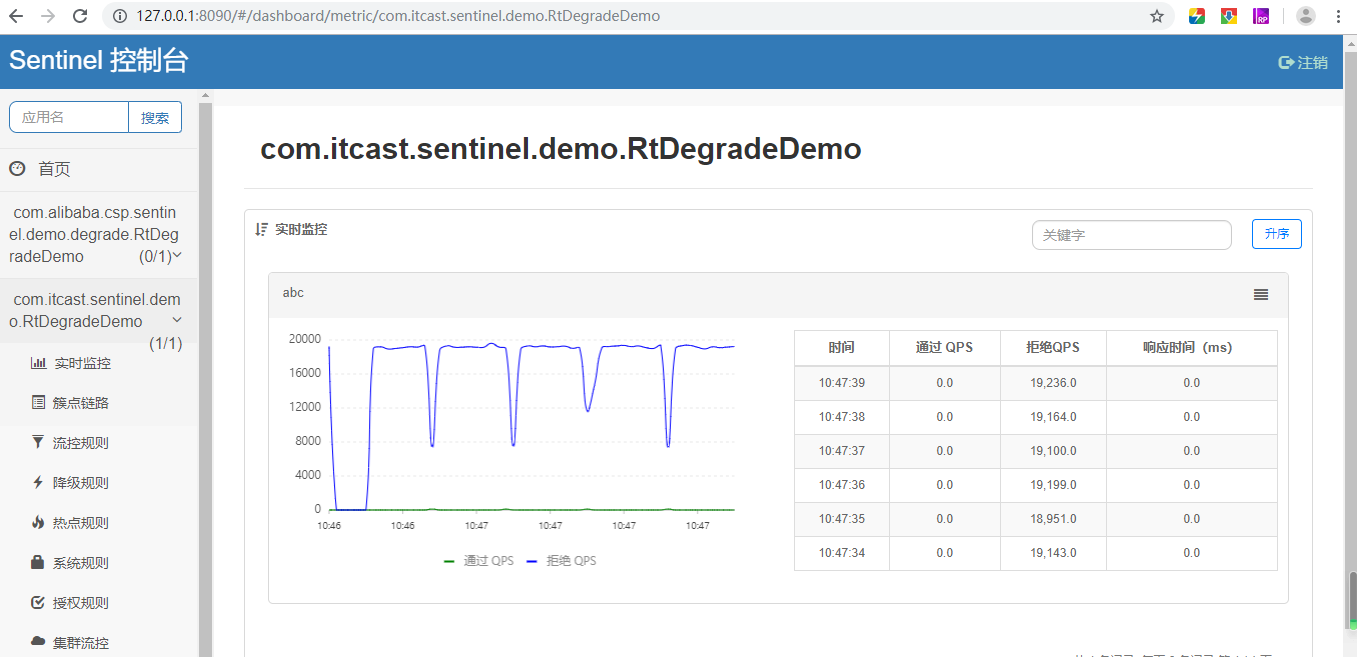 127.0.0.1:8090/#/dashboard/metric/com.itcast.sentinel.demo.RtDegradeDemo
RP
Sentinel 控制台
注销
应用名
搜索
首页
com.alibaba.csp.senti
nel.demo.degrade.RtDeg
radeDemo (0/1)
com.itcast.sentinel.dem
o.RtDegradeDemo
(1/1)
实时监控
簇点链路
流控规则
降级规则
热点规则
系统规则
授权规则
集群流控
com.itcast.sentinel.demo.RtDegradeDemo
实时监控
关键字
升序
abc
20000
16000
12000
8000
4000
0
10:46 10:46 10:47 10:47 10:47 10:47
通过 QPS 拒绝 QPS
时间 通过 QPS 拒绝QPS 响应时间（ms）
10:47:39 0.0 19,236.0 0.0
10:47:38 0.0 19,164.0 0.0
10:47:37 0.0 19,100.0 0.0
10:47:36 0.0 19,199.0 0.0
10:47:35 0.0 18,951.0 0.0
10:47:34 0.0 19,143.0 0.0